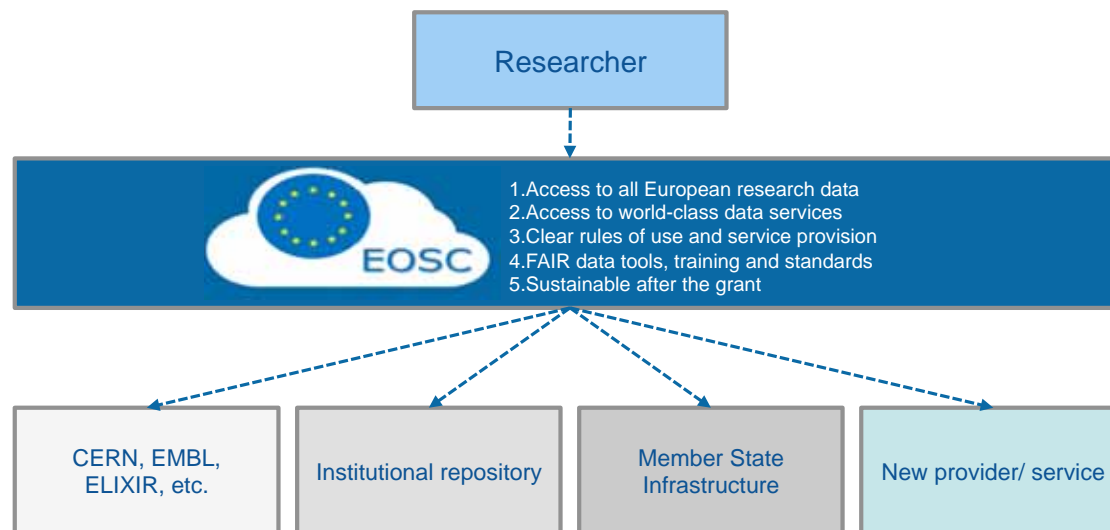 Researcher
EOSC
1.Access to all European research data
2.Access to world-class data services
3.Clear rules of use and service provision
4.FAIR data tools, training and standards
5.Sustainable after the grant
CERN, EMBL,
ELIXIR, etc.
Institutional repository
Member State
Infrastructure
New provider/ service